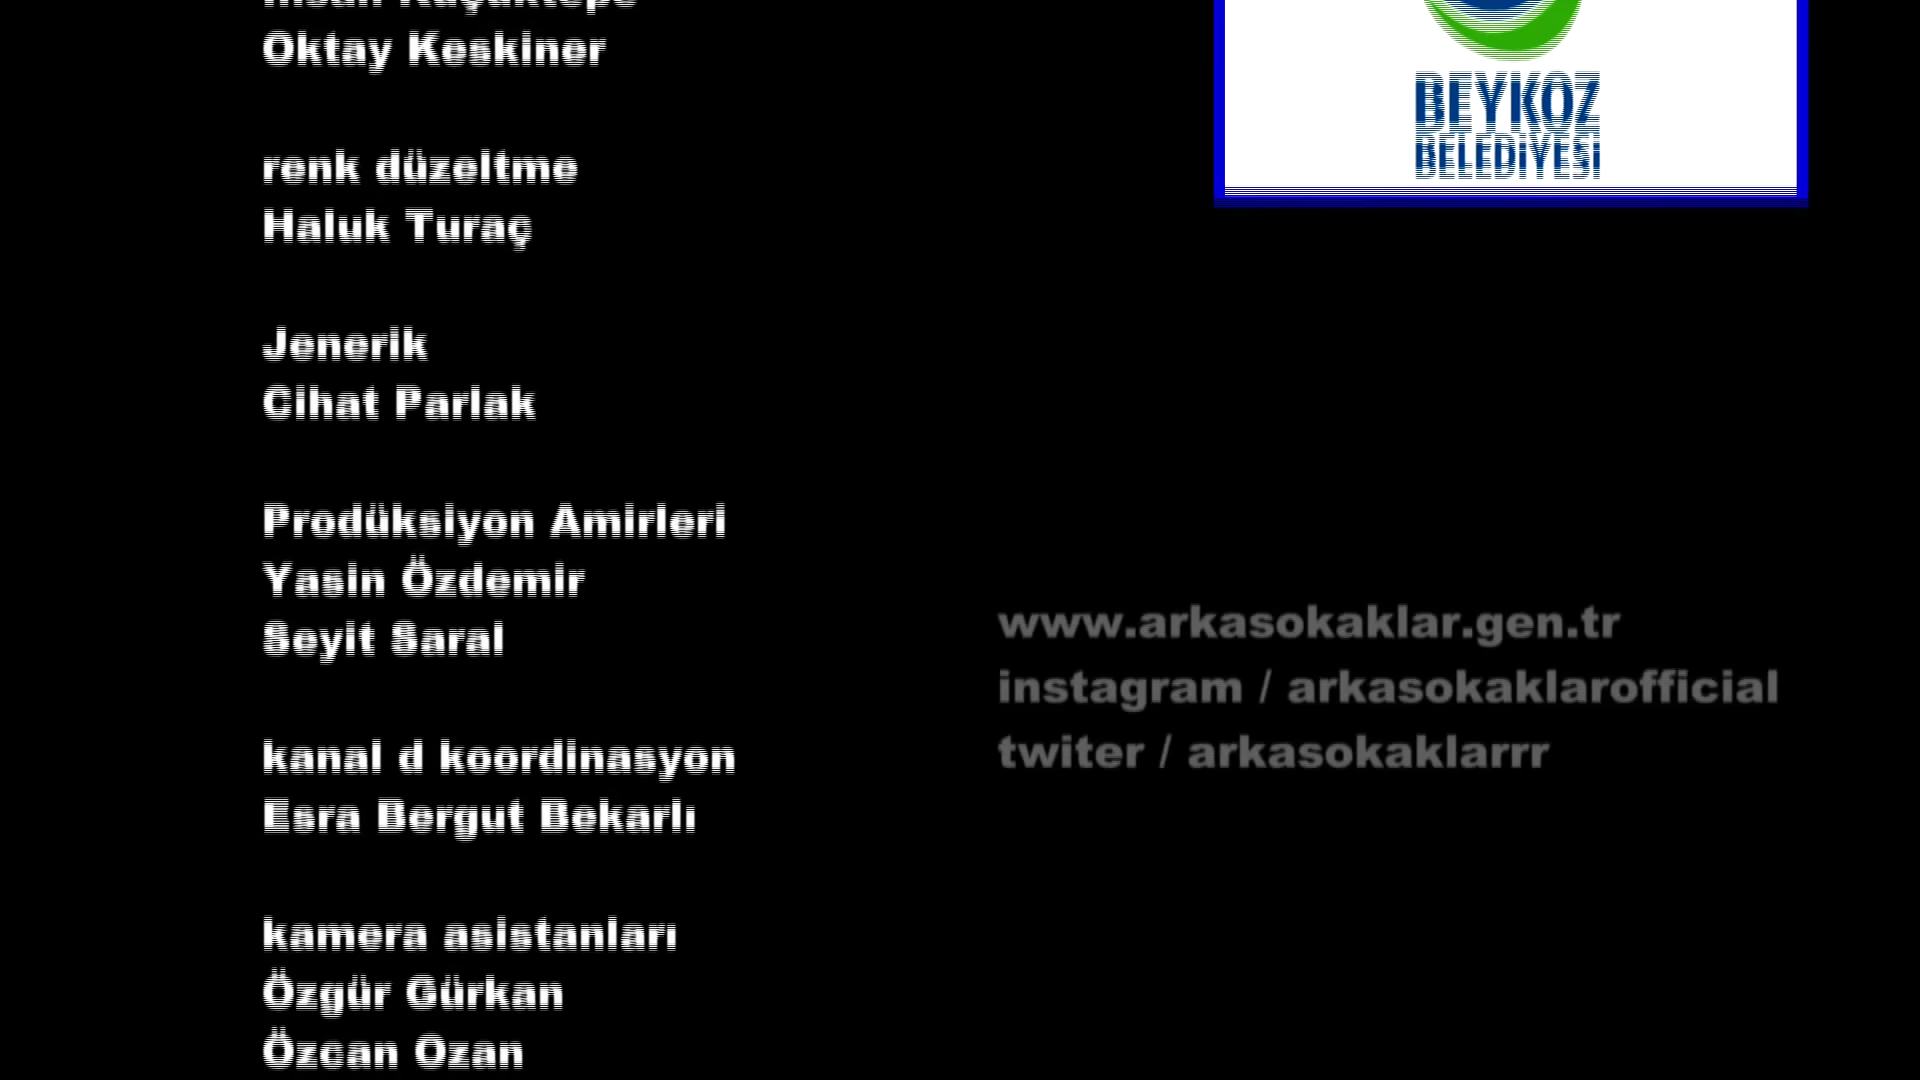 Oktay Keskiner
renk düzeltme
Haluk Turaç
Jenerik
Cihat Parlak
Prodüksiyon Amirleri
Yasin Özdemir
Seyit Saral
kanal d koordinasyon
Esra Bergut Bekarlı
kamera asistanları
Özgür Gürkan
Özcan Ozan
BEYKOZ
BELEDİYESİ
www.arkasokaklar.gen.tr
instagram / arkasokaklarofficial
twiter / arkasokaklarrr